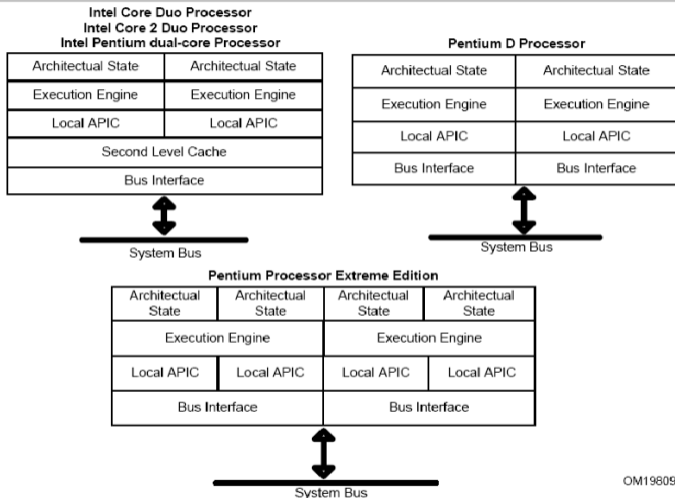 Intel Core Duo Processor
Intel Core 2 Duo Processor
Intel Pentium dual-core Processor
Architectual State Architectual State
Execution Engine Execution Engine
Local APIC Local APIC
Second Level Cache
Bus Interface
System Bus
Pentium D Processor
Architectual State Architectual State
Execution Engine Execution Engine
Local APIC Local APIC
Bus Interface Bus Interface
System Bus
Pentium Processor Extreme Edition
Architectual Architectual Architectual Architectual
State State State State
Execution Engine Execution Engine
Local APIC Local APIC Local APIC Local APIC
Bus Interface Bus Interface
System Bus
OM19809